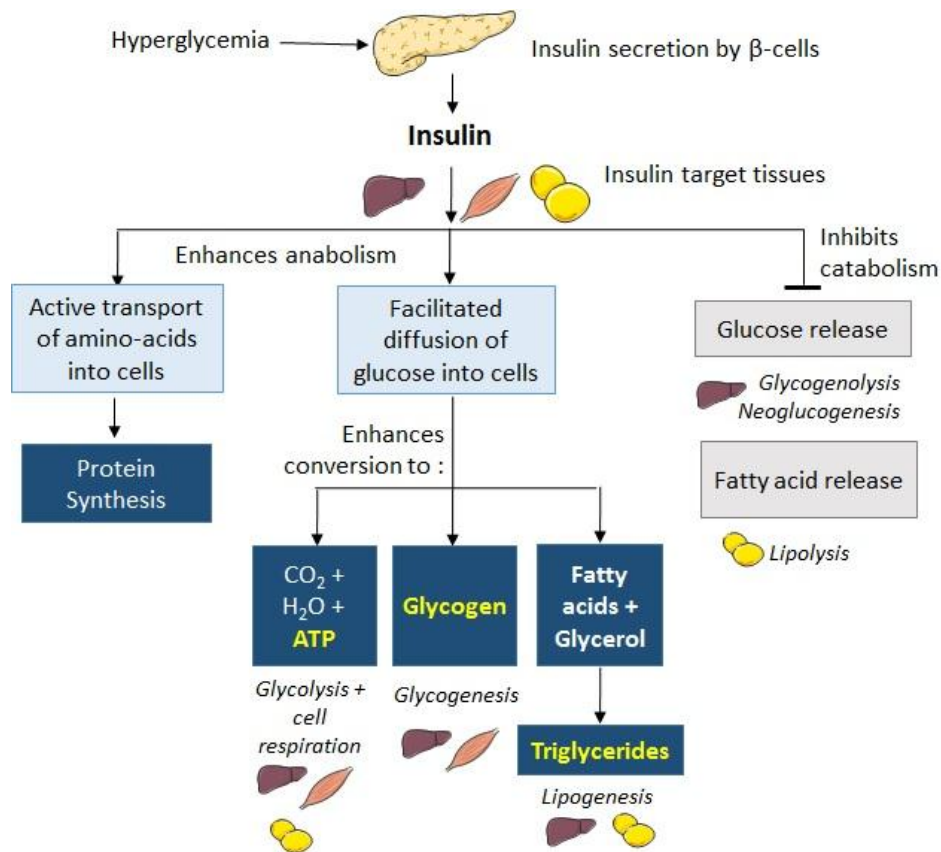 Hyperglycemia
Insulin secretion by β-cells
Insulin
Insulin target tissues
Enhances anabolism
Inhibits
catabolism
Active transport
of amino-acids
into cells
Facilitated
diffusion of
glucose into cells
Glucose release
Glycogenolysis
Neoglucogenesis
Enhances
conversion to :
Protein
Synthesis
Fatty acid release
Lipolysis
CO₂ +
H₂O +
ATP
Glycogen
Fatty
acids +
Glycerol
Glycolysis +
cell
respiration
Glycogenesis
Triglycerides
Lipogenesis